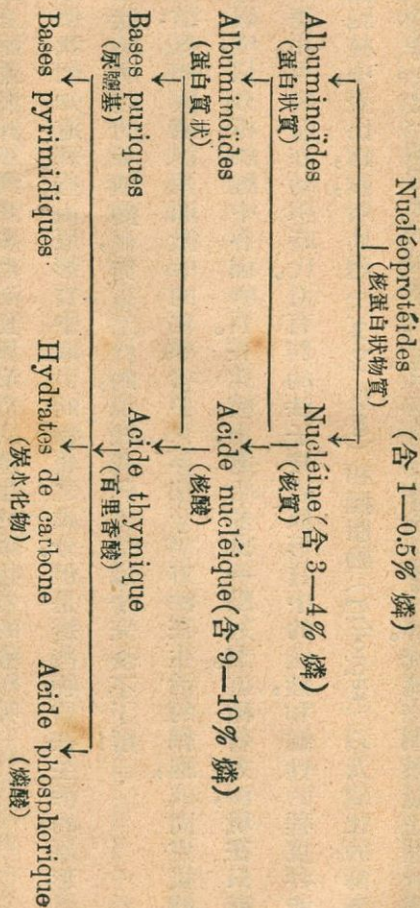 Nucléoprotéides (含 1—0.5% 燐)
(核蛋白狀物質)
Albuminoïdes Nucléine (含 3—4% 燐)
(蛋白狀質) (核質)
Albuminoïdes Acide nucléique (含 9—10% 燐)
(蛋白質狀) (核酸)
Bases puriques Acide thymique
(尿鹽基) (百里香酸)
Bases pyrimidiques Hydrates de carbone Acide phosphorique
(炭水化物) (燐酸)